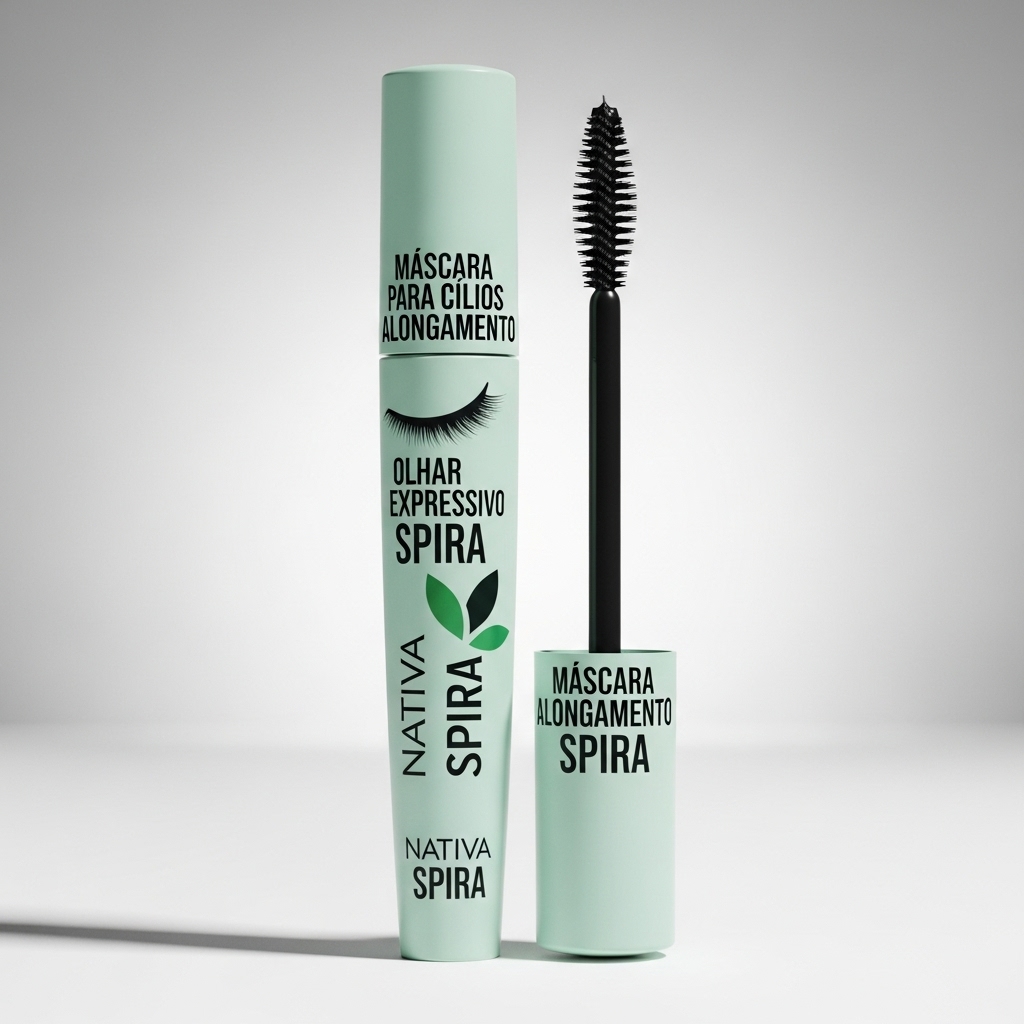 MÁSCARA
PARA CÍLIOS
ALONGAMENTO
OLHAR
EXPRESSIVO
SPIRA
NATIVA
SPIRA
NATIVA
SPIRA
MÁSCARA
ALONGAMENTO
SPIRA